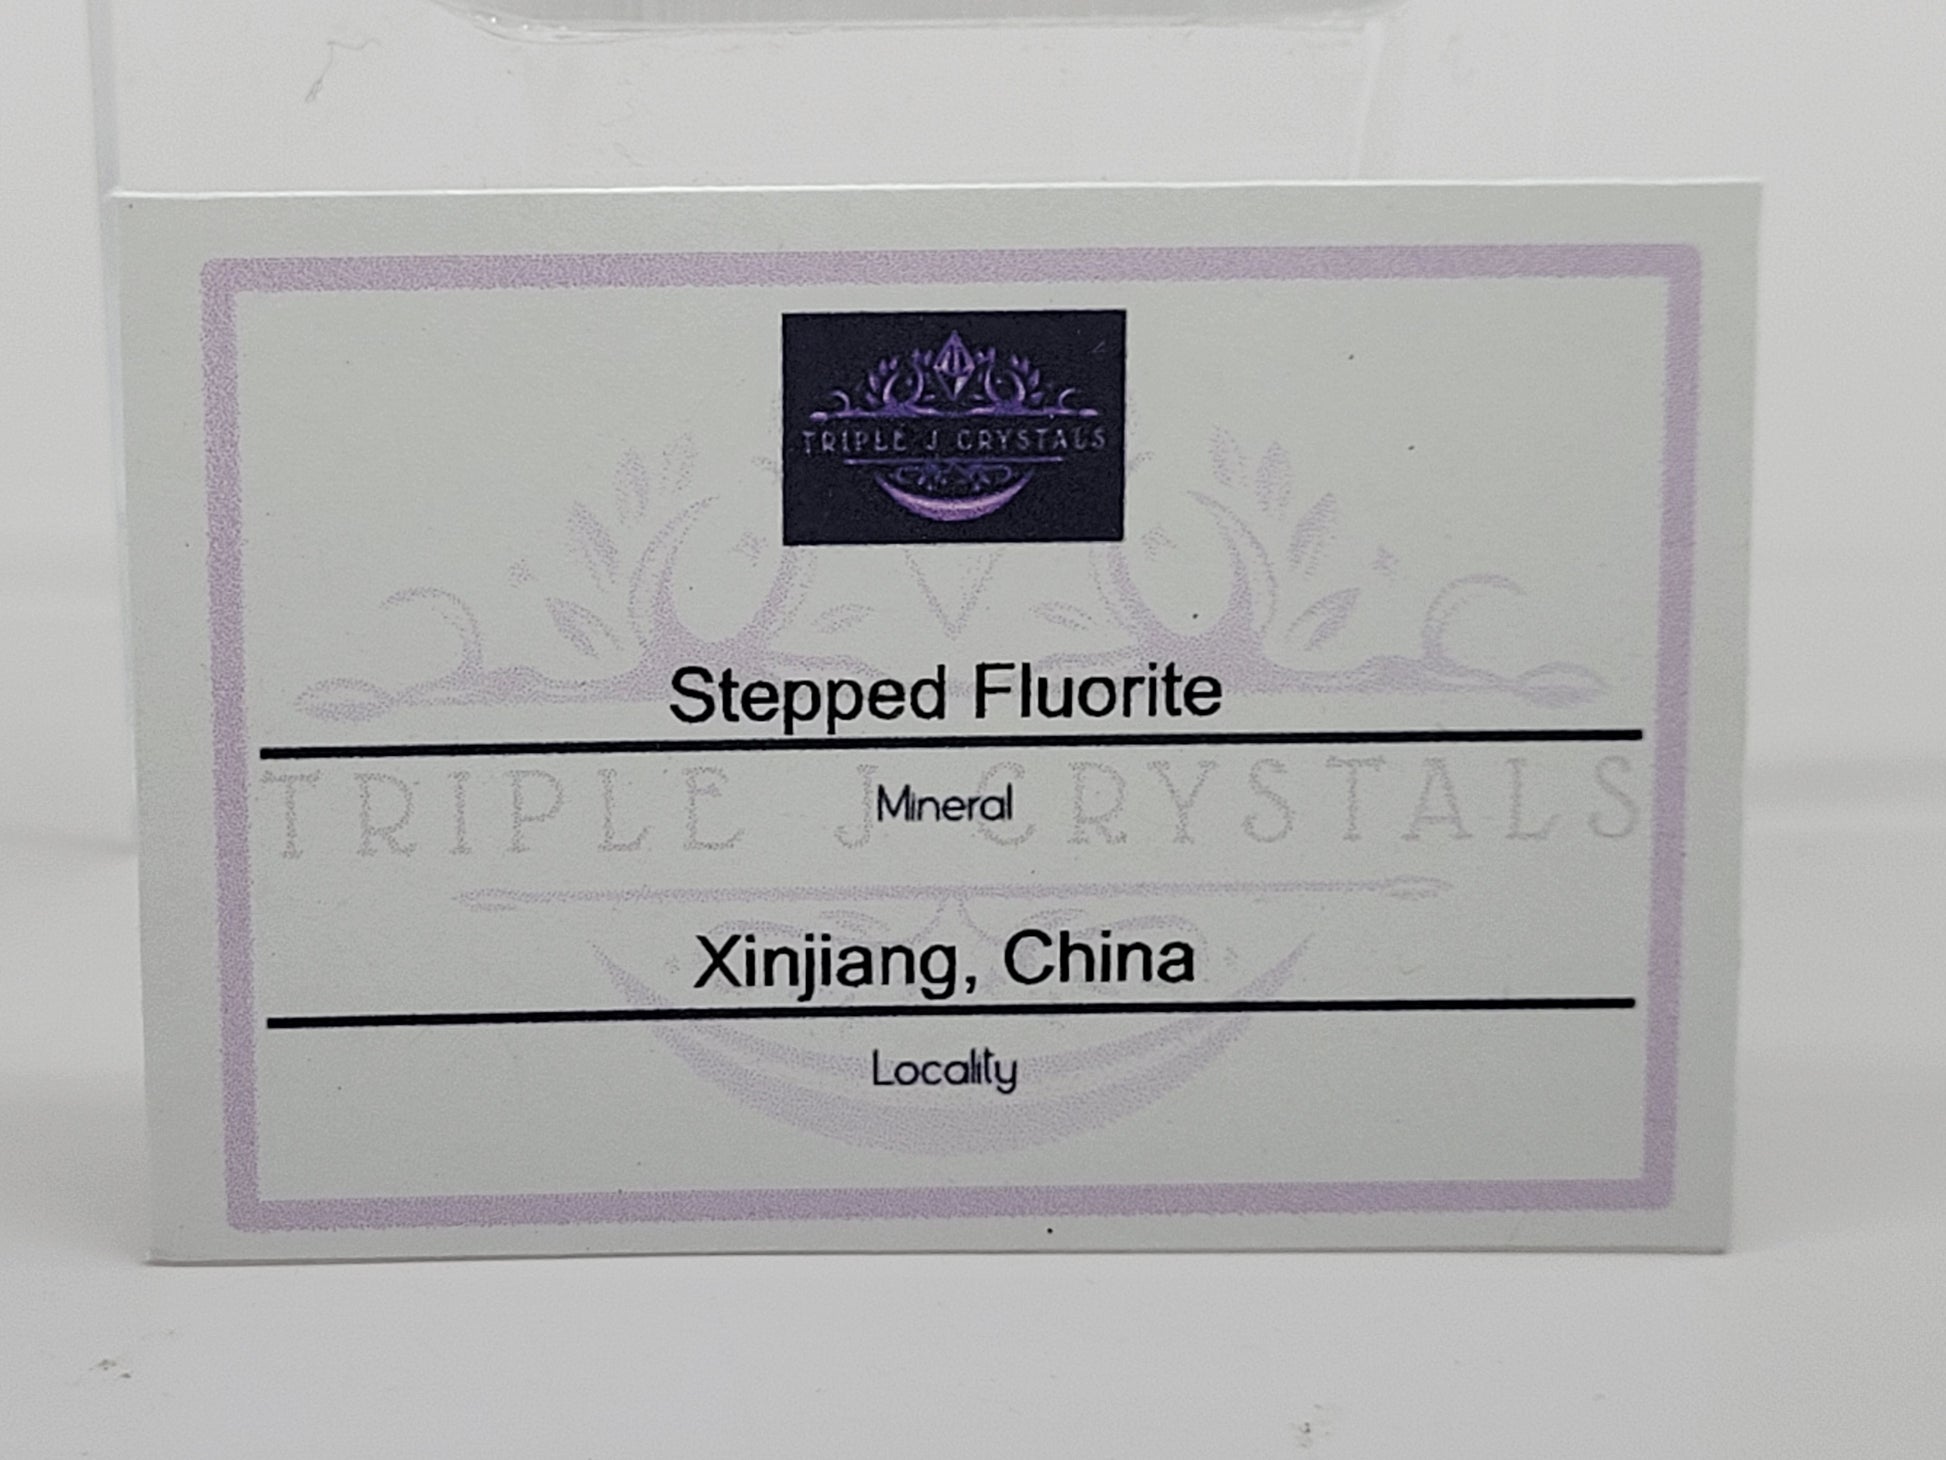 TRIPLE J CRYSTALS
Stepped Fluorite
TRIPLE J CRYSTALS
Mineral
Xinjiang, China
Locality